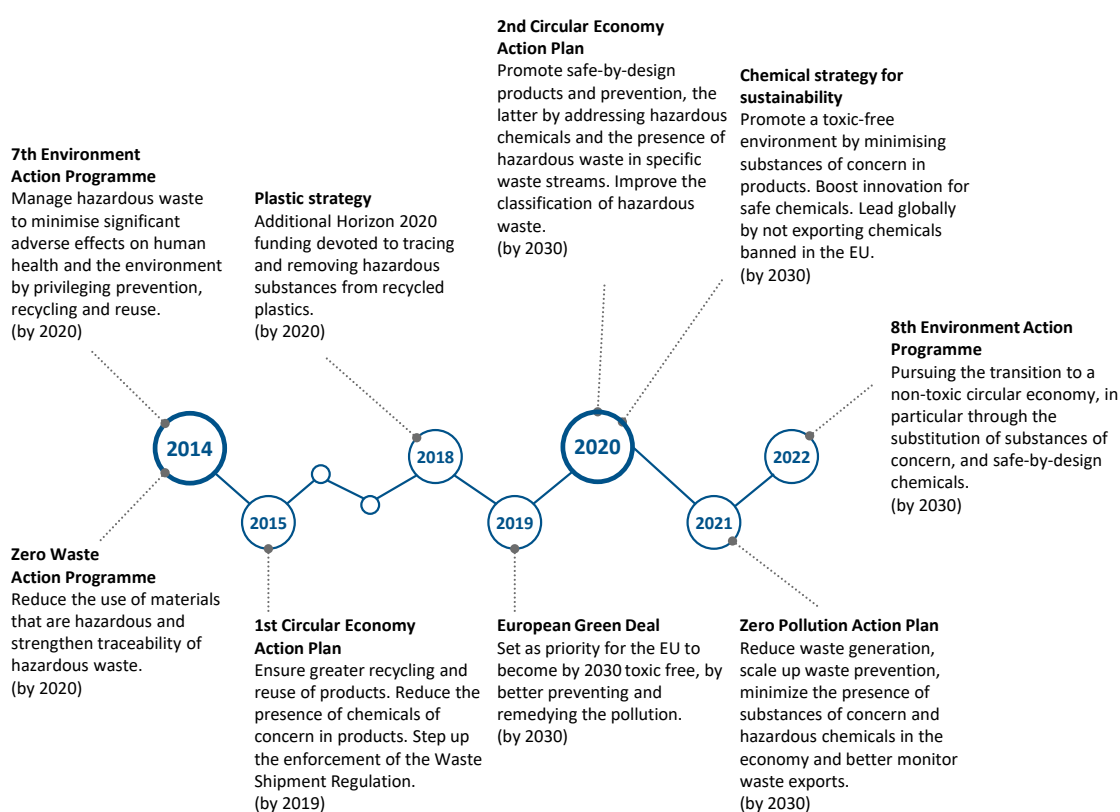 2nd Circular Economy
Action Plan
Promote safe-by-design
products and prevention, the
latter by addressing hazardous
chemicals and the presence of
hazardous waste in specific
waste streams. Improve the
classification of hazardous
waste.
(by 2030)
Chemical strategy for
sustainability
Promote a toxic-free
environment by minimising
substances of concern in
products. Boost innovation for
safe chemicals. Lead globally
by not exporting chemicals
banned in the EU.
(by 2030)
7th Environment
Action Programme
Manage hazardous waste
to minimise significant
adverse effects on human
health and the environment
by privileging prevention,
recycling and reuse.
(by 2020)
Plastic strategy
Additional Horizon 2020
funding devoted to tracing
and removing hazardous
substances from recycled
plastics.
(by 2020)
8th Environment Action
Programme
Pursuing the transition to a
non-toxic circular economy, in
particular through the
substitution of substances of
concern, and safe-by-design
chemicals.
(by 2030)
2014
2015
2018
2019
2020
2021
2022
Zero Waste
Action Programme
Reduce the use of materials
that are hazardous and
strengthen traceability of
hazardous waste.
(by 2020)
1st Circular Economy
Action Plan
Ensure greater recycling and
reuse of products. Reduce the
presence of chemicals of
concern in products. Step up
the enforcement of the Waste
Shipment Regulation.
(by 2019)
European Green Deal
Set as priority for the EU to
become by 2030 toxic free, by
better preventing and
remedying the pollution.
(by 2030)
Zero Pollution Action Plan
Reduce waste generation,
scale up waste prevention,
minimize the presence of
substances of concern and
hazardous chemicals in the
economy and better monitor
waste exports.
(by 2030)